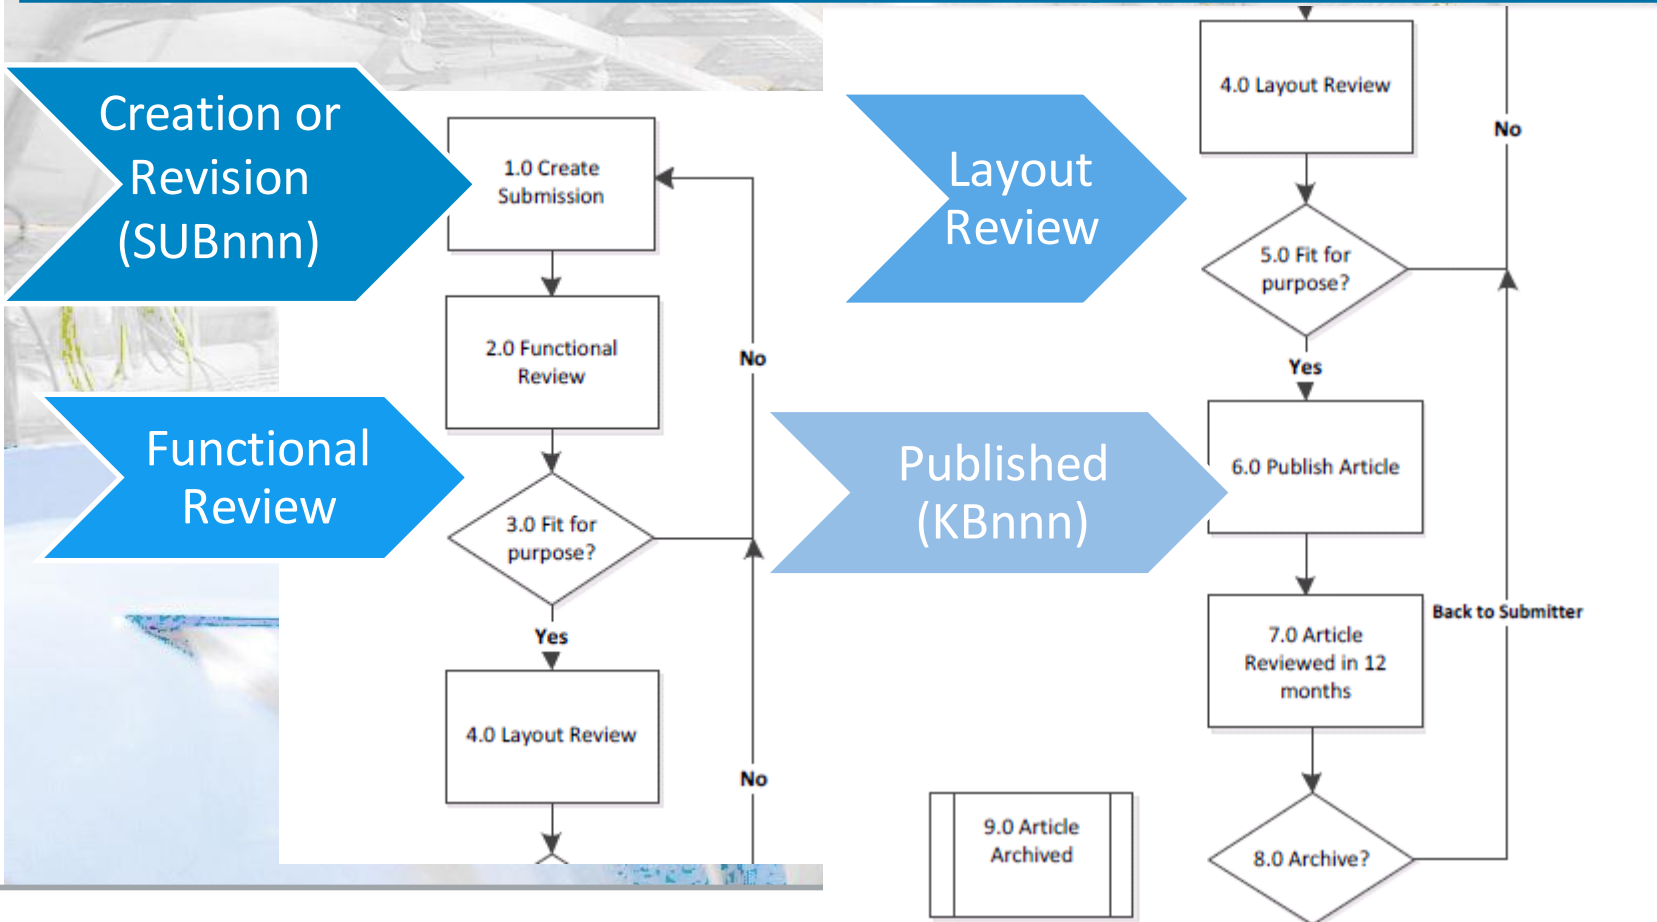 Creation or
Revision
(SUBnnn)
1.0 Create
Submission
2.0 Functional
Review
No
Functional
Review
3.0 Fit for
purpose?
Yes
4.0 Layout Review
No
4.0 Layout Review
No
Layout
Review
5.0 Fit for
purpose?
Yes
Published
(KBnnn)
6.0 Publish Article
Back to Submitter
7.0 Article
Reviewed in 12
months
9.0 Article
Archived
8.0 Archive?